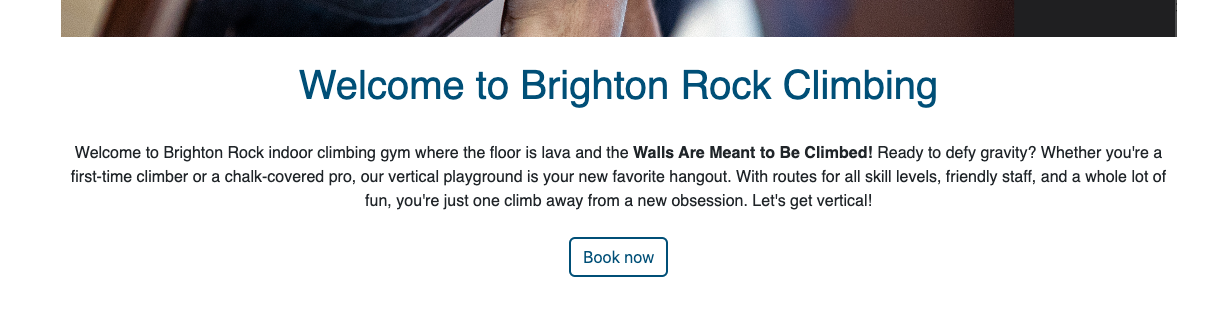 Welcome to Brighton Rock Climbing
Welcome to Brighton Rock indoor climbing gym where the floor is lava and the Walls Are Meant to Be Climbed! Ready to defy gravity? Whether you're a
first-time climber or a chalk-covered pro, our vertical playground is your new favorite hangout. With routes for all skill levels, friendly staff, and a whole lot of
fun, you're just one climb away from a new obsession. Let's get vertical!
Book now